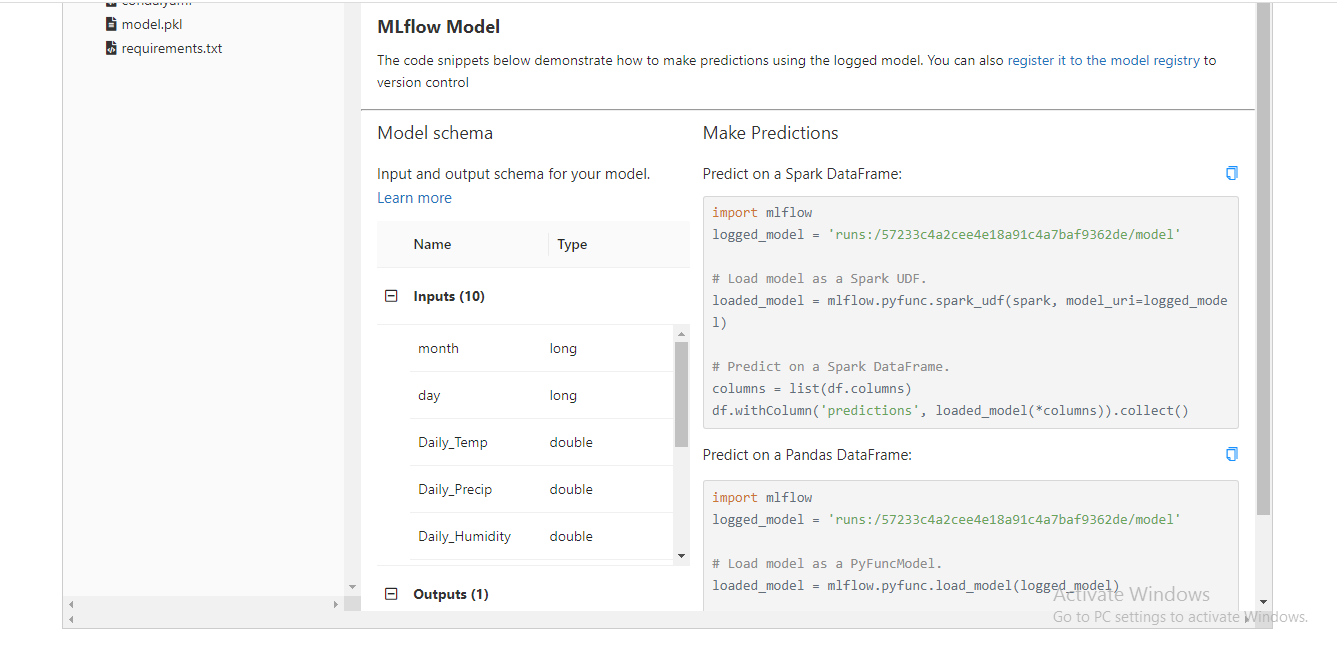 model.pkl
requirements.txt
MLflow Model
The code snippets below demonstrate how to make predictions using the logged model. You can also register it to the model registry to
version control
Model schema
Input and output schema for your model.
Learn more
Name Type
Inputs (10)
month long
day long
Daily_Temp double
Daily_Precip double
Daily_Humidity double
Outputs (1)
Make Predictions
Predict on a Spark DataFrame:
import mlflow
logged_model = 'runs:/57233c4a2cee4e18a91c4a7baf9362de/model'
# Load model as a Spark UDF.
loaded_model = mlflow.pyfunc.spark_udf(spark, model_uri=logged_mode
l)
# Predict on a Spark DataFrame.
columns = list(df.columns)
df.withColumn('predictions', loaded_model(*columns)).collect()
Predict on a Pandas DataFrame:
import mlflow
logged_model = 'runs:/57233c4a2cee4e18a91c4a7baf9362de/model'
# Load model as a PyFuncModel.
loaded_model = mlflow.pyfunc.load_model(logged_model)
Activate Windows
Go to PC settings to activate Windows.